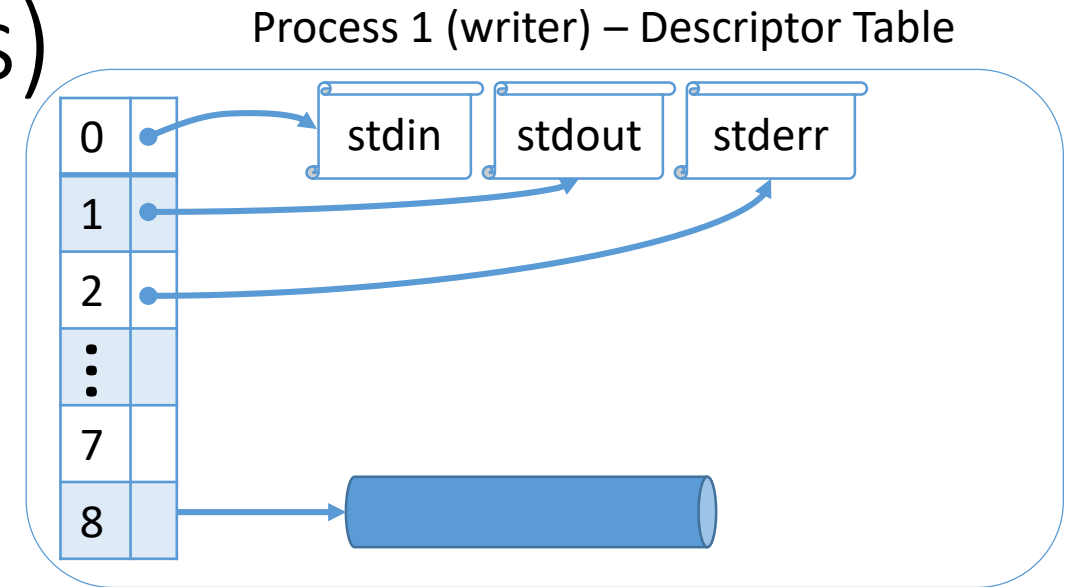 s)
Process 1 (writer) – Descriptor Table
0
stdin
stdout
stderr
1
2
⋮
7
8